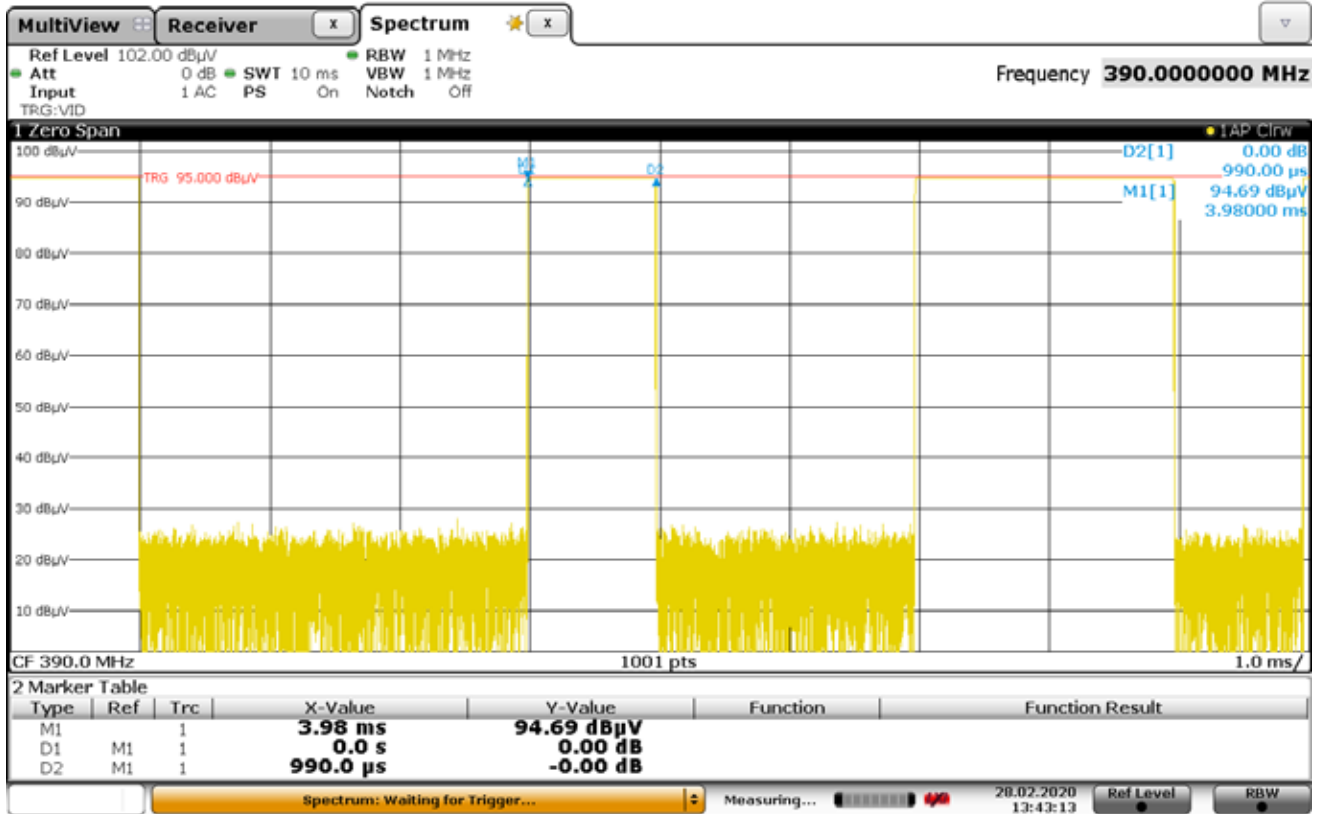 MultiView Receiver X Spectrum X
Ref Level 102.00 dBµV RBW 1 MHz
Att 0 dB SWT 10 ms VBW 1 MHz Frequency 390.0000000 MHz
Input 1 AC PS On Notch Off
TRG:VID
1 Zero Span 1AP Clrw
100 dBµV D2[1] 0.00 dB
990.00 µs
M1 D2
TRG 95.000 dBµV
M1[1] 94.69 dBµV
3.98000 ms
90 dBµV
80 dBµV
70 dBµV
60 dBµV
50 dBµV
40 dBµV
30 dBµV
20 dBµV
10 dBµV
CF 390.0 MHz 1001 pts 1.0 ms/
2 Marker Table
Type Ref Trc X-Value Y-Value Function Function Result
M1 1 3.98 ms 94.69 dBµV
D1 M1 1 0.0 s 0.00 dB
D2 M1 1 990.0 µs -0.00 dB
Spectrum: Waiting for Trigger... Measuring... 28.02.2020 Ref Level RBW
13:43:13